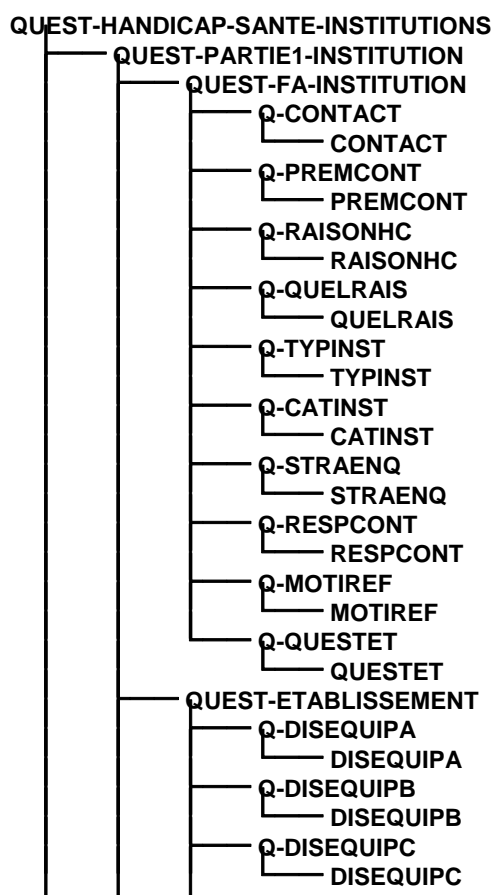 QUEST-HANDICAP-SANTE-INSTITUTIONS
QUEST-PARTIE1-INSTITUTION
QUEST-FA-INSTITUTION
Q-CONTACT
CONTACT
Q-PREMCONT
PREMCONT
Q-RAISONHC
RAISONHC
Q-QUELRAIS
QUELRAIS
Q-TYPINST
TYPINST
Q-CATINST
CATINST
Q-STRAENQ
STRAENQ
Q-RESPCONT
RESPCONT
Q-MOTIREF
MOTIREF
Q-QUESTET
QUESTET
QUEST-ETABLISSEMENT
Q-DISEQUIPA
DISEQUIPA
Q-DISEQUIPB
DISEQUIPB
Q-DISEQUIPC
DISEQUIPC